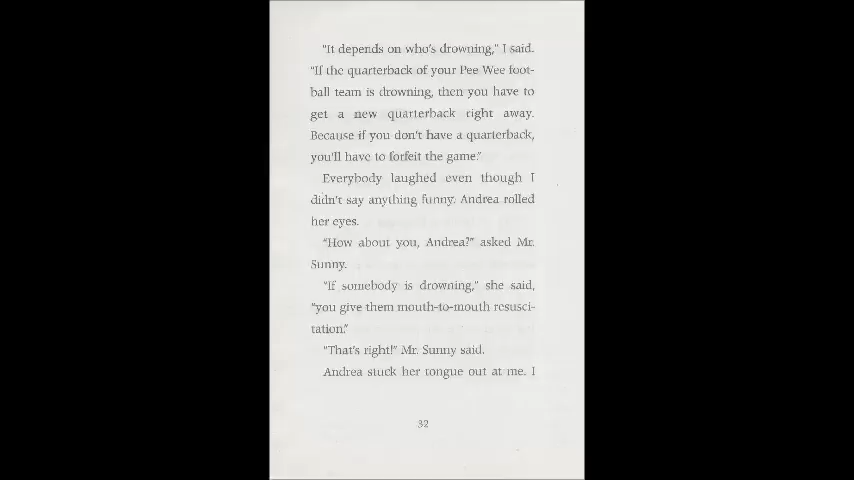 "It depends on who's drowning," I said.
"If the quarterback of your Pee Wee foot-
ball team is drowning, then you have to
get a new quarterback right away.
Because if you don't have a quarterback,
you'll have to forfeit the game."
Everybody laughed even though I
didn't say anything funny. Andrea rolled
her eyes.
"How about you, Andrea?" asked Mr.
Sunny.
"If somebody is drowning," she said,
"you give them mouth-to-mouth resusci-
tation."
"That's right!" Mr. Sunny said.
Andrea stuck her tongue out at me. I
32